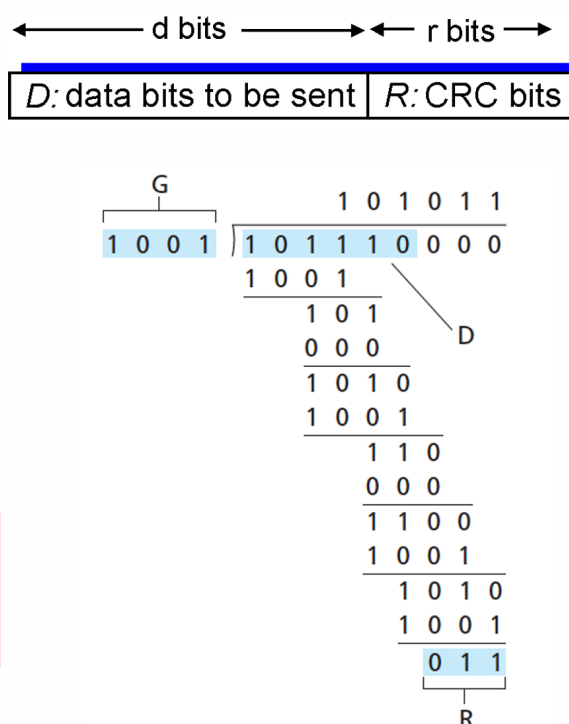 d bits r bits
D: data bits to be sent R: CRC bits
G
1 0 1 0 1 1
1 0 0 1 1 0 1 1 1 0 0 0 0
1 0 0 1
1 0 1
D
0 0 0
1 0 1 0
1 0 0 1
1 1 0
0 0 0
1 1 0 0
1 0 0 1
1 0 1 0
1 0 0 1
0 1 1
R